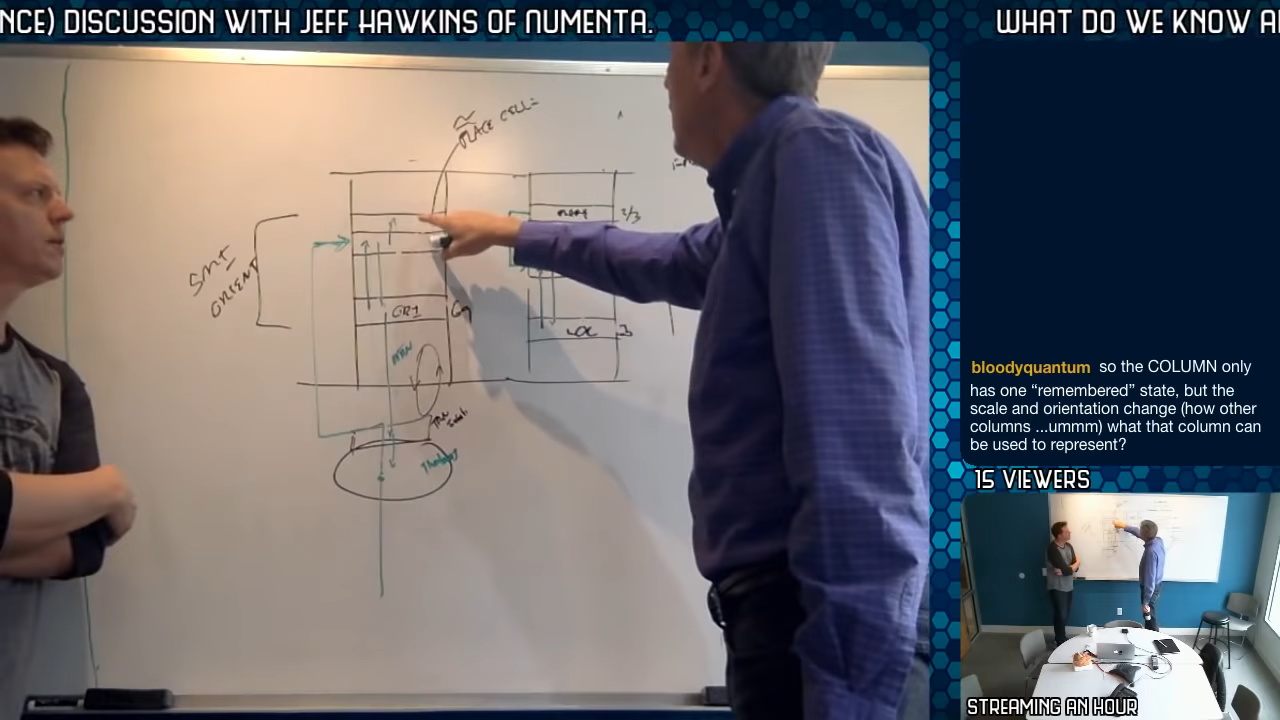 NCE) DISCUSSION WITH JEFF HAWKINS OF NUMENTA.
WHAT DO WE KNOW A
PLACE CELL
2/3
ORIENT
LOC
bloodyquantum so the COLUMN only
has one “remembered” state, but the
scale and orientation change (how other
columns ...ummm) what that column can
be used to represent?
15 VIEWERS
STREAMING AN HOUR